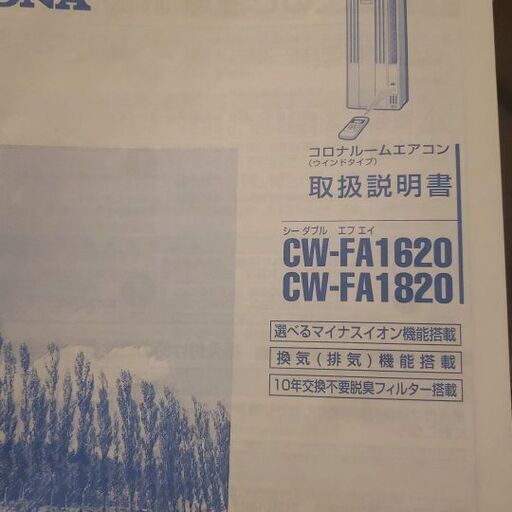 コロナルームエアコン
(ウインドタイプ)
取扱説明書
シー ダブル エフ エイ
CW-FA1620
CW-FA1820
選べるマイナスイオン機能搭載
換気(排気)機能搭載
10年交換不要脱臭フィルター搭載